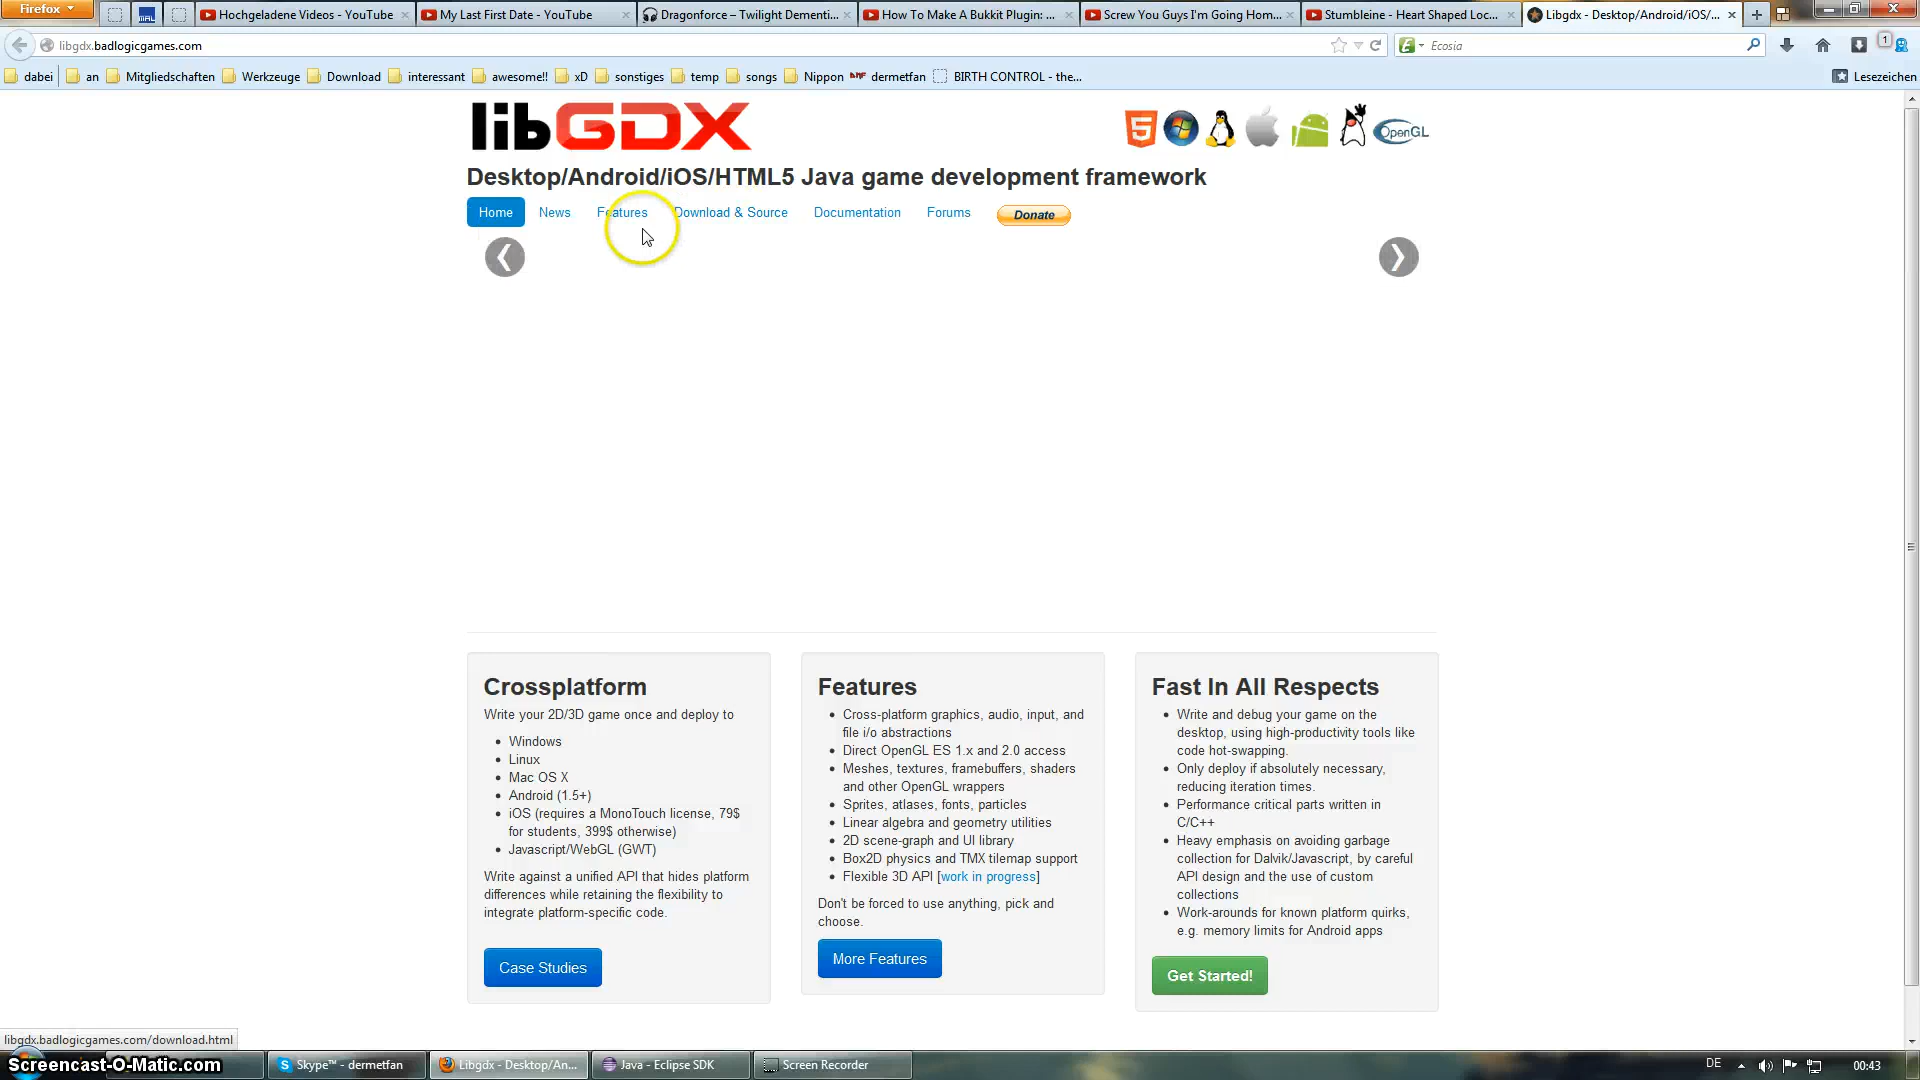 Firefox
Hochgeladene Videos - YouTube
My Last First Date - YouTube
Dragonforce – Twilight Dementi...
How To Make A Bukkit Plugin: ...
Screw You Guys I'm Going Hom...
Stumbleine - Heart Shaped Loc...
Libgdx - Desktop/Android/iOS/...
libgdx.badlogicgames.com
Ecosia
1
dabei
an
Mitgliedschaften
Werkzeuge
Download
interessant
awesome!!
xD
sonstiges
temp
songs
Nippon
dermetfan
BIRTH CONTROL - the...
Lesezeichen
libGDX
5
OpenGL
Desktop/Android/iOS/HTML5 Java game development framework
Home
News
Features
Download & Source
Documentation
Forums
Donate
Crossplatform
Write your 2D/3D game once and deploy to
Windows
Linux
Mac OS X
Android (1.5+)
iOS (requires a MonoTouch license, 79$
for students, 399$ otherwise)
Javascript/WebGL (GWT)
Write against a unified API that hides platform
differences while retaining the flexibility to
integrate platform-specific code.
Case Studies
Features
Cross-platform graphics, audio, input, and
file i/o abstractions
Direct OpenGL ES 1.x and 2.0 access
Meshes, textures, framebuffers, shaders
and other OpenGL wrappers
Sprites, atlases, fonts, particles
Linear algebra and geometry utilities
2D scene-graph and UI library
Box2D physics and TMX tilemap support
Flexible 3D API [work in progress]
Don't be forced to use anything, pick and
choose.
More Features
Fast In All Respects
Write and debug your game on the
desktop, using high-productivity tools like
code hot-swapping.
Only deploy if absolutely necessary,
reducing iteration times.
Performance critical parts written in
C/C++
Heavy emphasis on avoiding garbage
collection for Dalvik/Javascript, by careful
API design and the use of custom
collections
Work-arounds for known platform quirks,
e.g. memory limits for Android apps
Get Started!
libgdx.badlogicgames.com/download.html
Screencast-O-Matic.com
Skype™ - dermetfan
Libgdx - Desktop/An...
Java - Eclipse SDK
Screen Recorder
DE
00:43